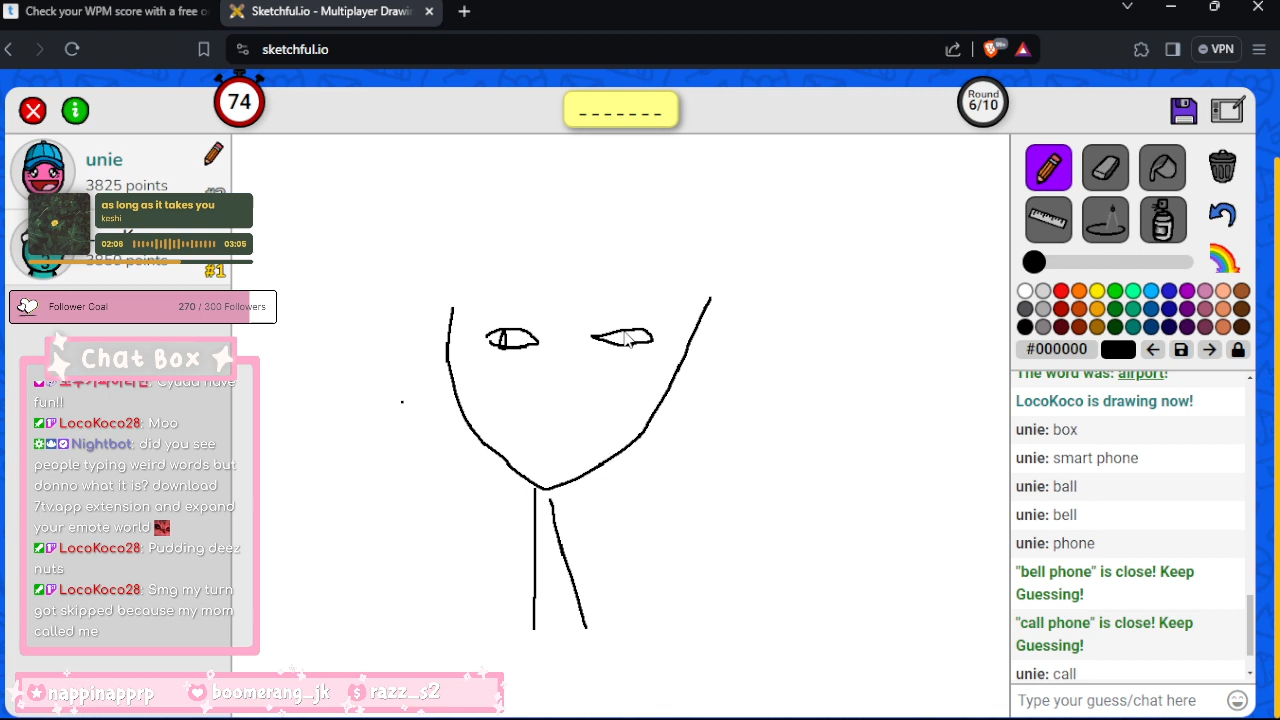 Check your WPM score with a free o
Sketchful.io - Multiplayer Drawin
sketchful.io
VPN
74
_ _ _ _ _ _ _
Round
6/10
unie
3825 points
as long as it takes you
keshi
02:06
03:05
3850 points
#1
Follower Goal
270 / 300 Followers
#000000
Chat Box
fun!!
LocoKoco28: Moo
Nightbot: did you see
people typing weird words but
donno what it is? download
7tv.app extension and expand
your emote world
LocoKoco28: Pudding deez
nuts
LocoKoco28: Smg my turn
got skipped because my mom
called me
The word was: airport!
LocoKoco is drawing now!
unie: box
unie: smart phone
unie: ball
unie: bell
unie: phone
"bell phone" is close! Keep
Guessing!
"call phone" is close! Keep
Guessing!
unie: call
Type your guess/chat here
nappinapprp
boomerang_jk
razz_s2